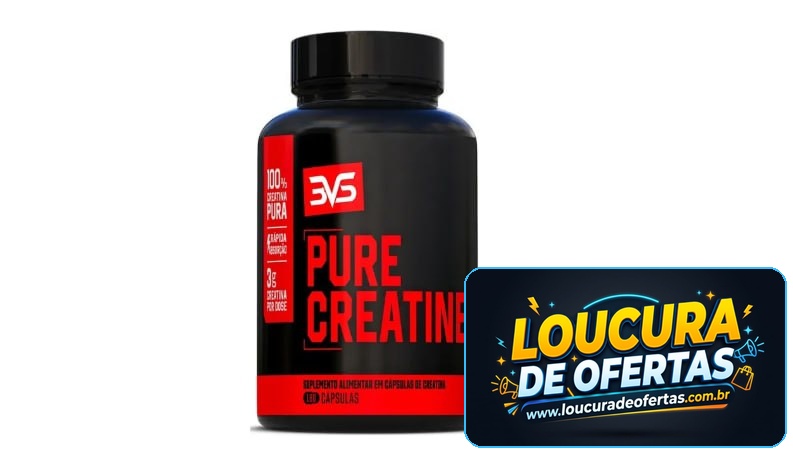 100%
CREATINA
PURA
RÁPIDA
ABSORÇÃO
3g
CREATINA
POR DOSE
3VS
PURE
CREATINE
SUPLEMENTO ALIMENTAR EM CÁPSULAS DE CREATINA
CÁPSULAS
LOUCURA
DE OFERTAS
www.loucuradeofertas.com.br